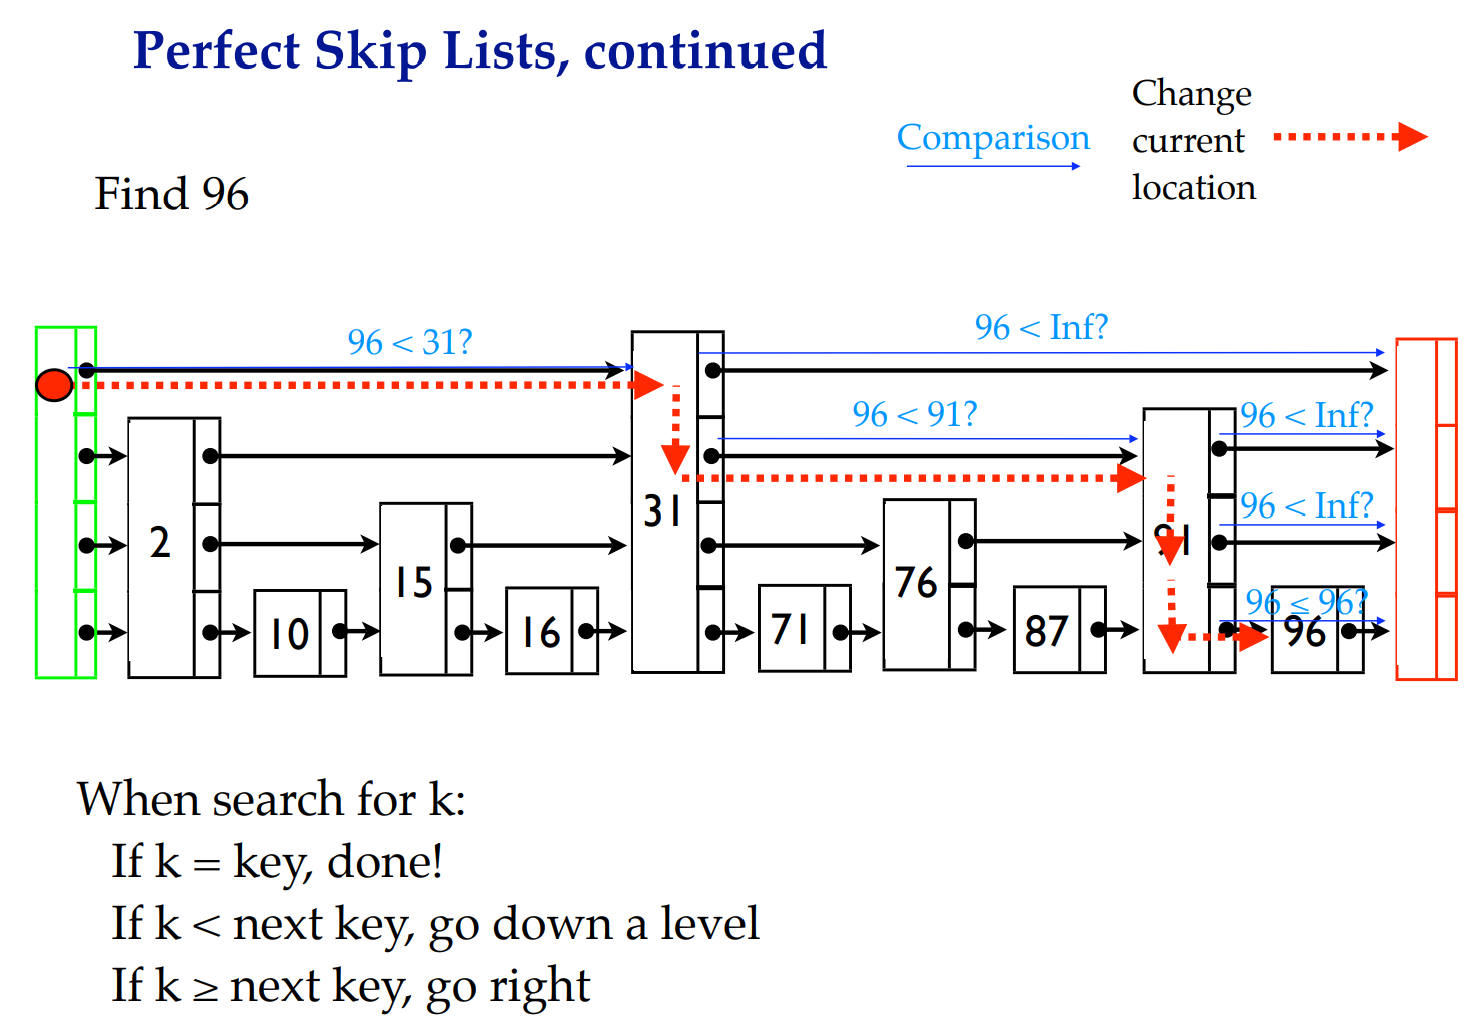 Perfect Skip Lists, continued
Comparison
Change
current
location
Find 96
96 < 31?
96 < Inf?
96 < 91?
96 < Inf?
96 < Inf?
96 ≤ 96?
2
10
15
16
31
71
76
87
91
96
When search for k:
If k = key, done!
If k < next key, go down a level
If k ≥ next key, go right